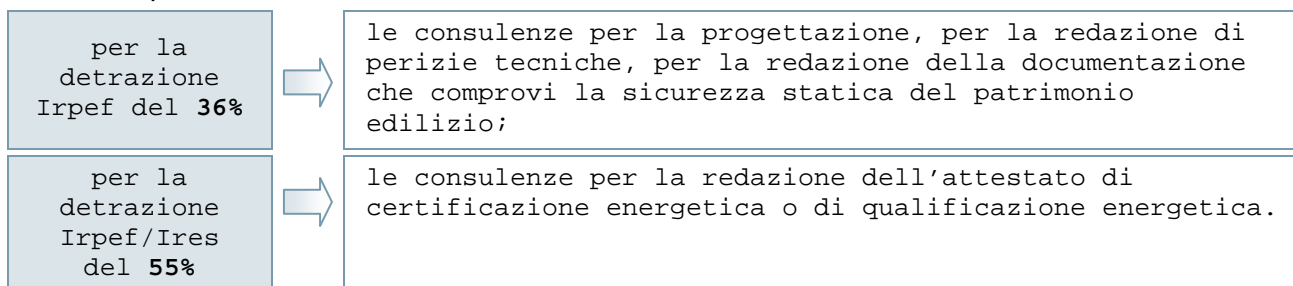 per la
detrazione
Irpef del 36%
le consulenze per la progettazione, per la redazione di
perizie tecniche, per la redazione della documentazione
che comprovi la sicurezza statica del patrimonio
edilizio;
per la
detrazione
Irpef/Ires
del 55%
le consulenze per la redazione dell'attestato di
certificazione energetica o di qualificazione energetica.